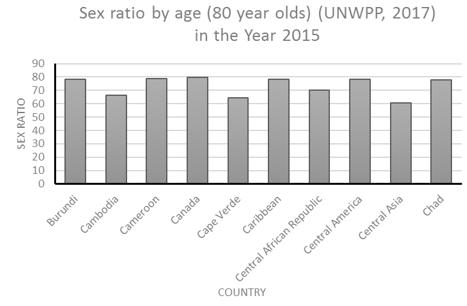 Sex ratio by age (80 year olds) (UNWPP, 2017)
in the Year 2015
SEX RATIO
90
80
70
60
50
40
30
20
10
0
Burundi
Cambodia
Cameroon
Canada
Cape Verde
Caribbean
Central African Republic
Central America
Central Asia
Chad
COUNTRY